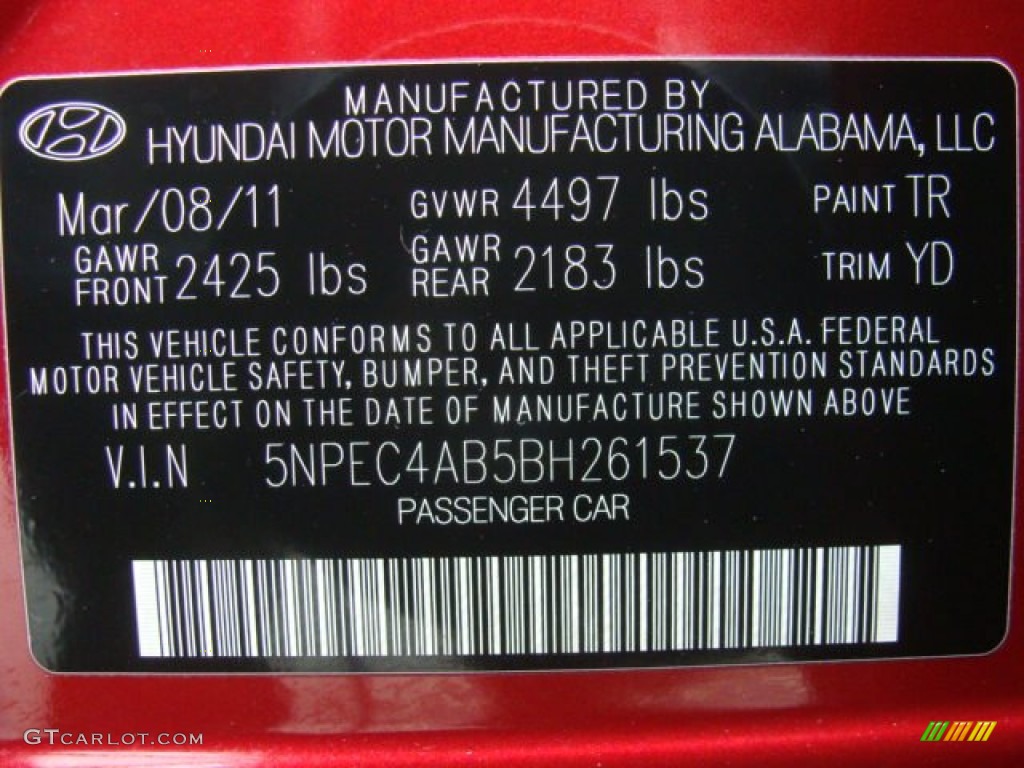 MANUFACTURED BY
HYUNDAI MOTOR MANUFACTURING ALABAMA, LLC
Mar/08/11 GVWR 4497 lbs PAINT TR
GAWR FRONT 2425 lbs GAWR REAR 2183 lbs TRIM YD
THIS VEHICLE CONFORMS TO ALL APPLICABLE U.S.A. FEDERAL
MOTOR VEHICLE SAFETY, BUMPER, AND THEFT PREVENTION STANDARDS
IN EFFECT ON THE DATE OF MANUFACTURE SHOWN ABOVE
V.I.N 5NPEC4AB5BH261537
PASSENGER CAR
GTCARLOT.COM